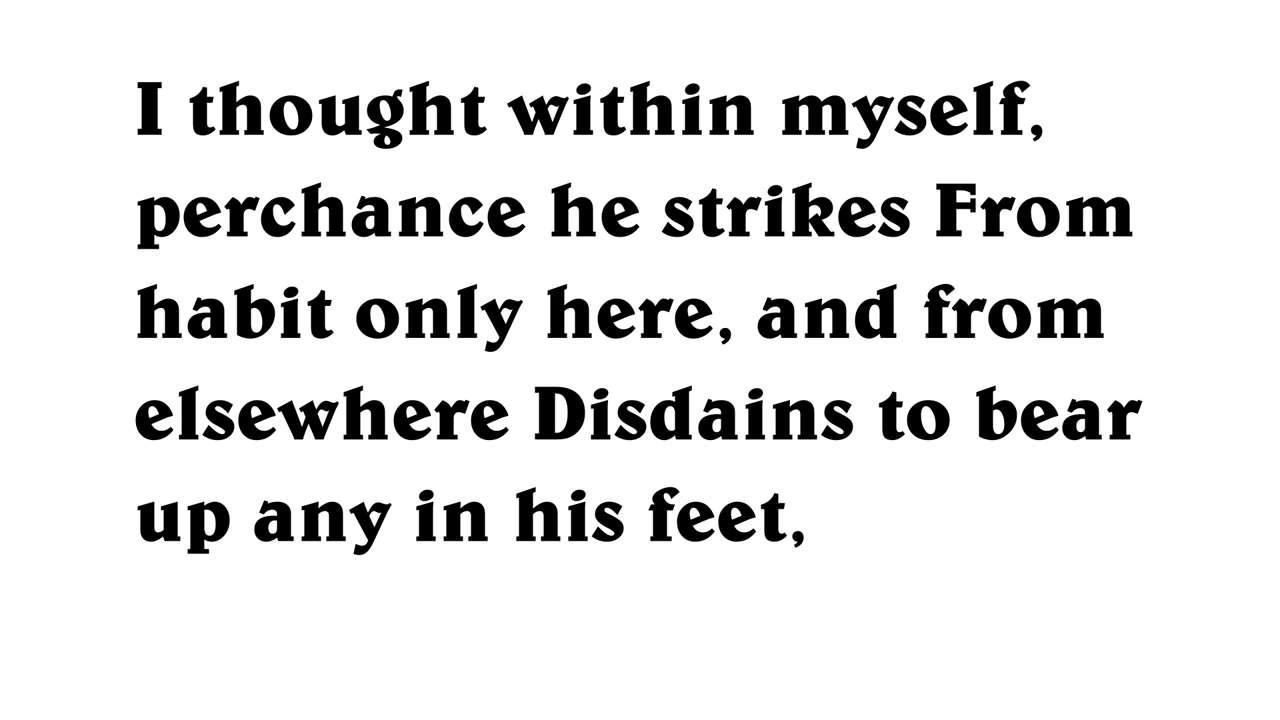 I thought within myself,
perchance he strikes From
habit only here, and from
elsewhere Disdains to bear
up any in his feet,